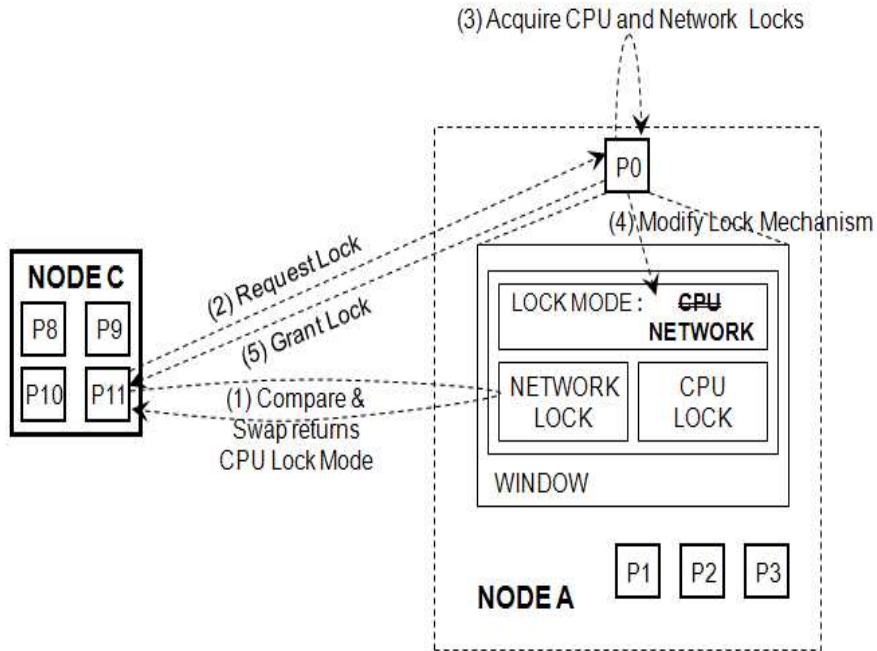 (3) Acquire CPU and Network Locks
P0
(4) Modify Lock Mechanism
NODE C
P8
P9
P10
P11
(2) Request Lock
(5) Grant Lock
(1) Compare &
Swap returns
CPU Lock Mode
LOCK MODE : CPU
NETWORK
NETWORK
LOCK
CPU
LOCK
WINDOW
NODE A
P1
P2
P3